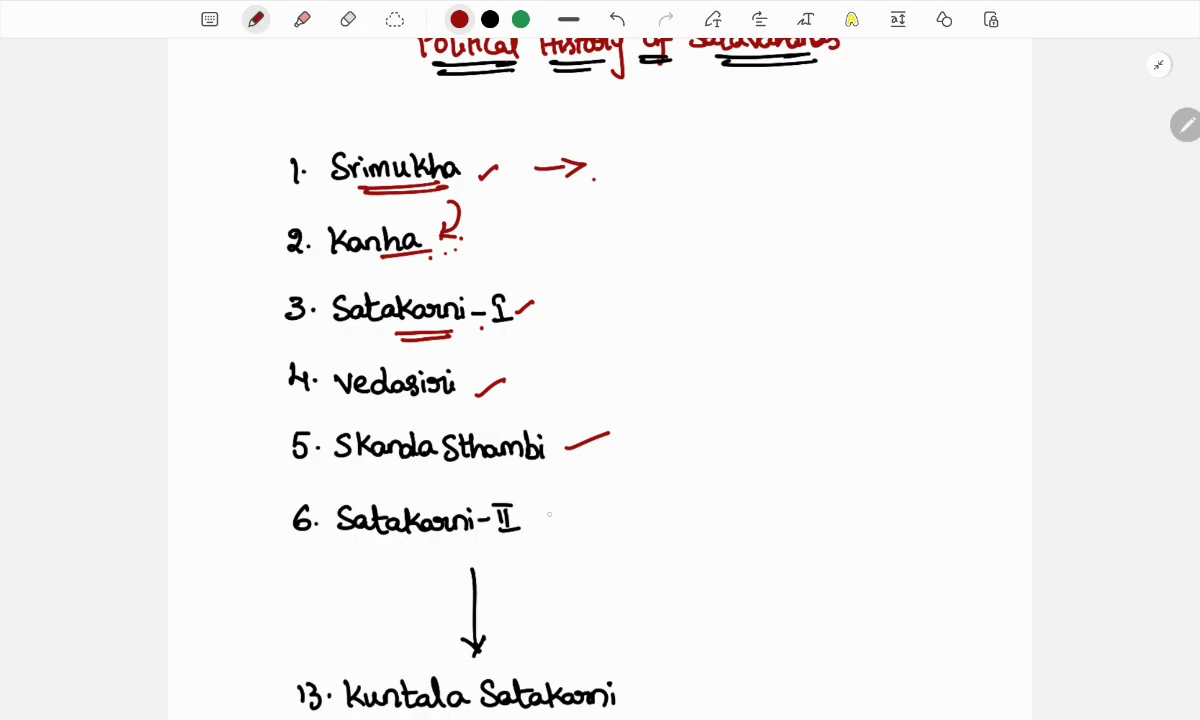 Political History of Satavahanas
1. Srimukha
2. Kanha
3. Satakarni - I
4. Vedasiri
5. Skanda Sthambi
6. Satakarni - II
13. Kuntala Satakarni